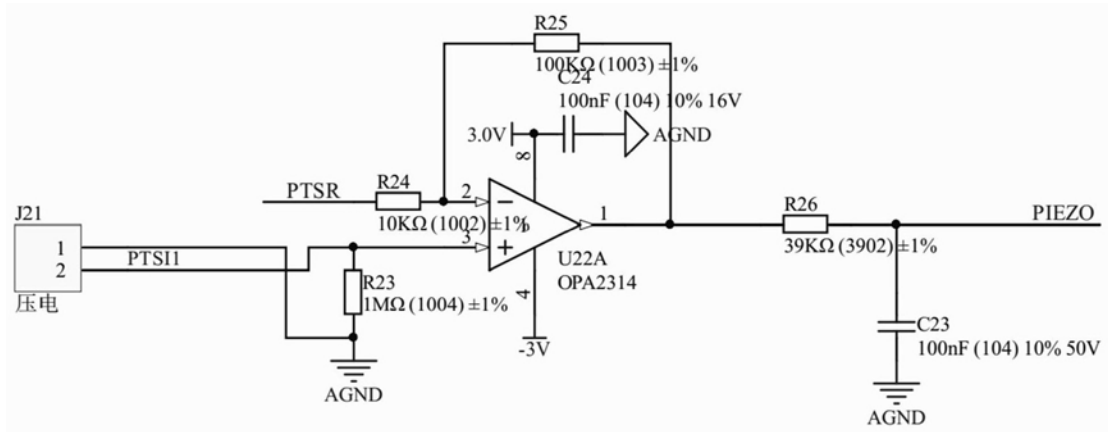 R25
100KΩ (1003) ±1%
C24
100nF (104) 10% 16V
3.0V
AGND
8
PTSR
R24
2
1
R26
PIEZO
J21
10KΩ (1002) ±1%
39KΩ (3902) ±1%
1
3
PTSI1
2
U22A
OPA2314
R23
1MΩ (1004) ±1%
4
压电
C23
-3V
100nF (104) 10% 50V
AGND
AGND